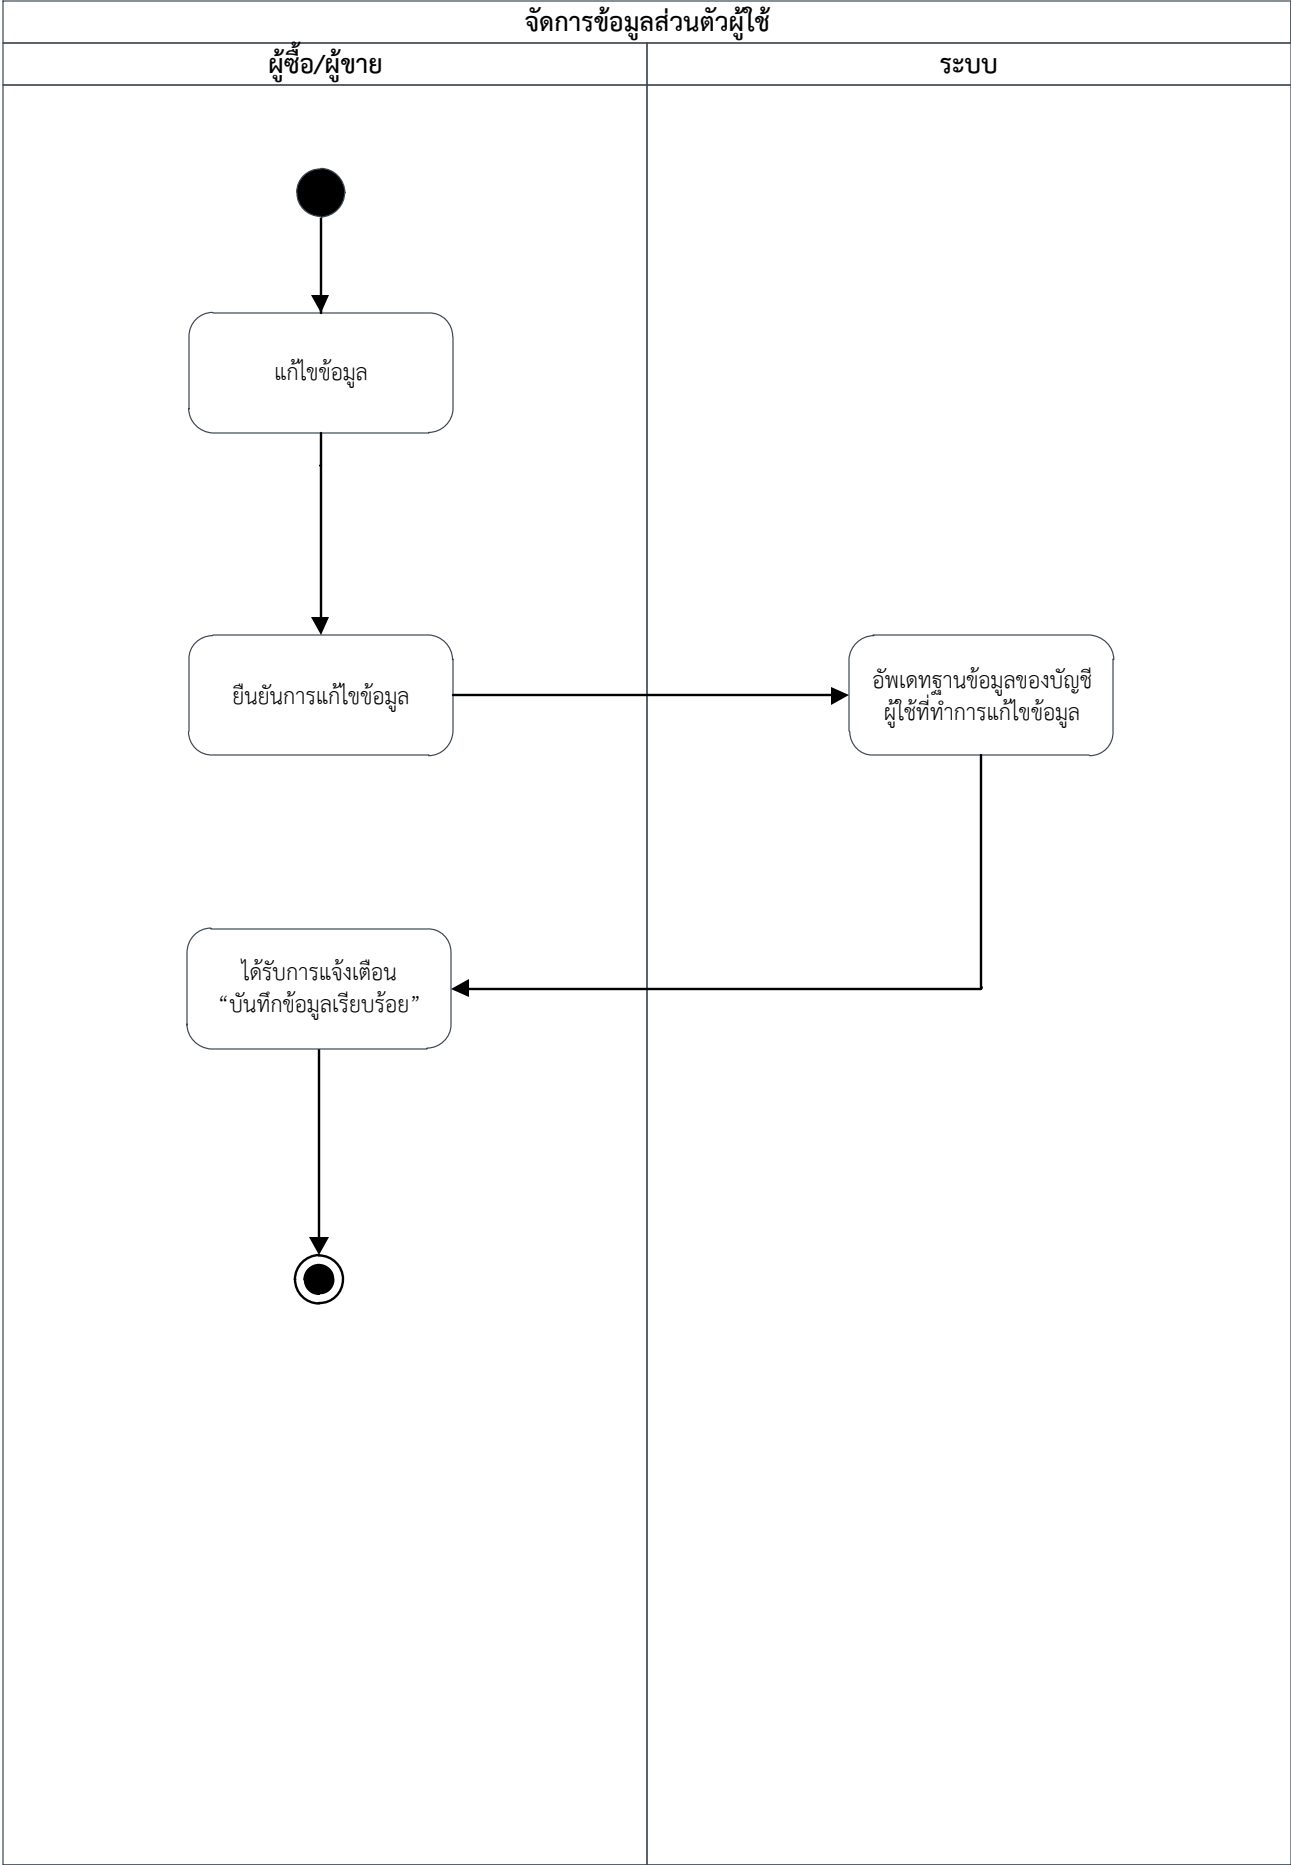 จัดการข้อมูลส่วนตัวผู้ใช้
ผู้ซื้อ/ผู้ขาย
ระบบ
แก้ไขข้อมูล
ยืนยันการแก้ไขข้อมูล
อัพเดทฐานข้อมูลของบัญชี
ผู้ใช้ที่ทำการแก้ไขข้อมูล
ได้รับการแจ้งเตือน
“บันทึกข้อมูลเรียบร้อย”